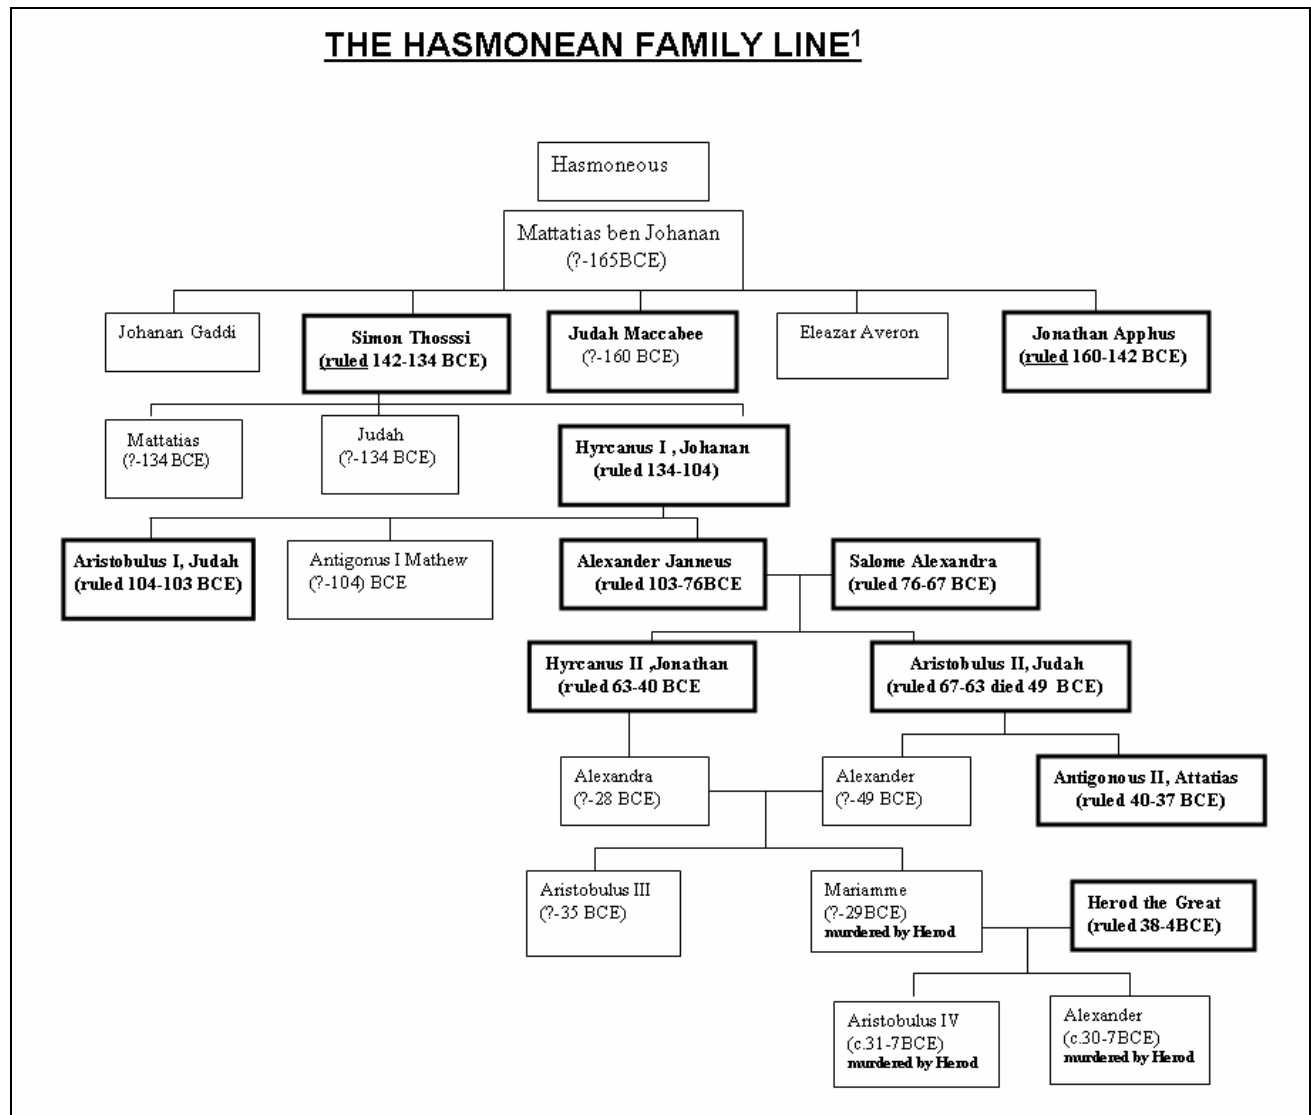 THE HASMONEAN FAMILY LINE1
Hasmoneous
Mattatias ben Johanan
(?-165BCE)
Johanan Gaddi
Simon Thosssi
(ruled 142-134 BCE)
Judah Maccabee
(?-160 BCE)
Eleazar Averon
Jonathan Apphus
(ruled 160-142 BCE)
Mattatias
(?-134 BCE)
Judah
(?-134 BCE)
Hyrcanus I , Johanan
(ruled 134-104)
Aristobulus I, Judah
(ruled 104-103 BCE)
Antigonus I Mathew
(?-104) BCE
Alexander Janneus
(ruled 103-76BCE
Salome Alexandra
(ruled 76-67 BCE)
Hyrcanus II ,Jonathan
(ruled 63-40 BCE
Aristobulus II, Judah
(ruled 67-63 died 49 BCE)
Alexandra
(?-28 BCE)
Alexander
(?-49 BCE)
Antigonous II, Attatias
(ruled 40-37 BCE)
Aristobulus III
(?-35 BCE)
Mariamme
(?-29BCE)
murdered by Herod
Herod the Great
(ruled 38-4BCE)
Aristobulus IV
(c.31-7BCE)
murdered by Herod
Alexander
(c.30-7BCE)
murdered by Herod